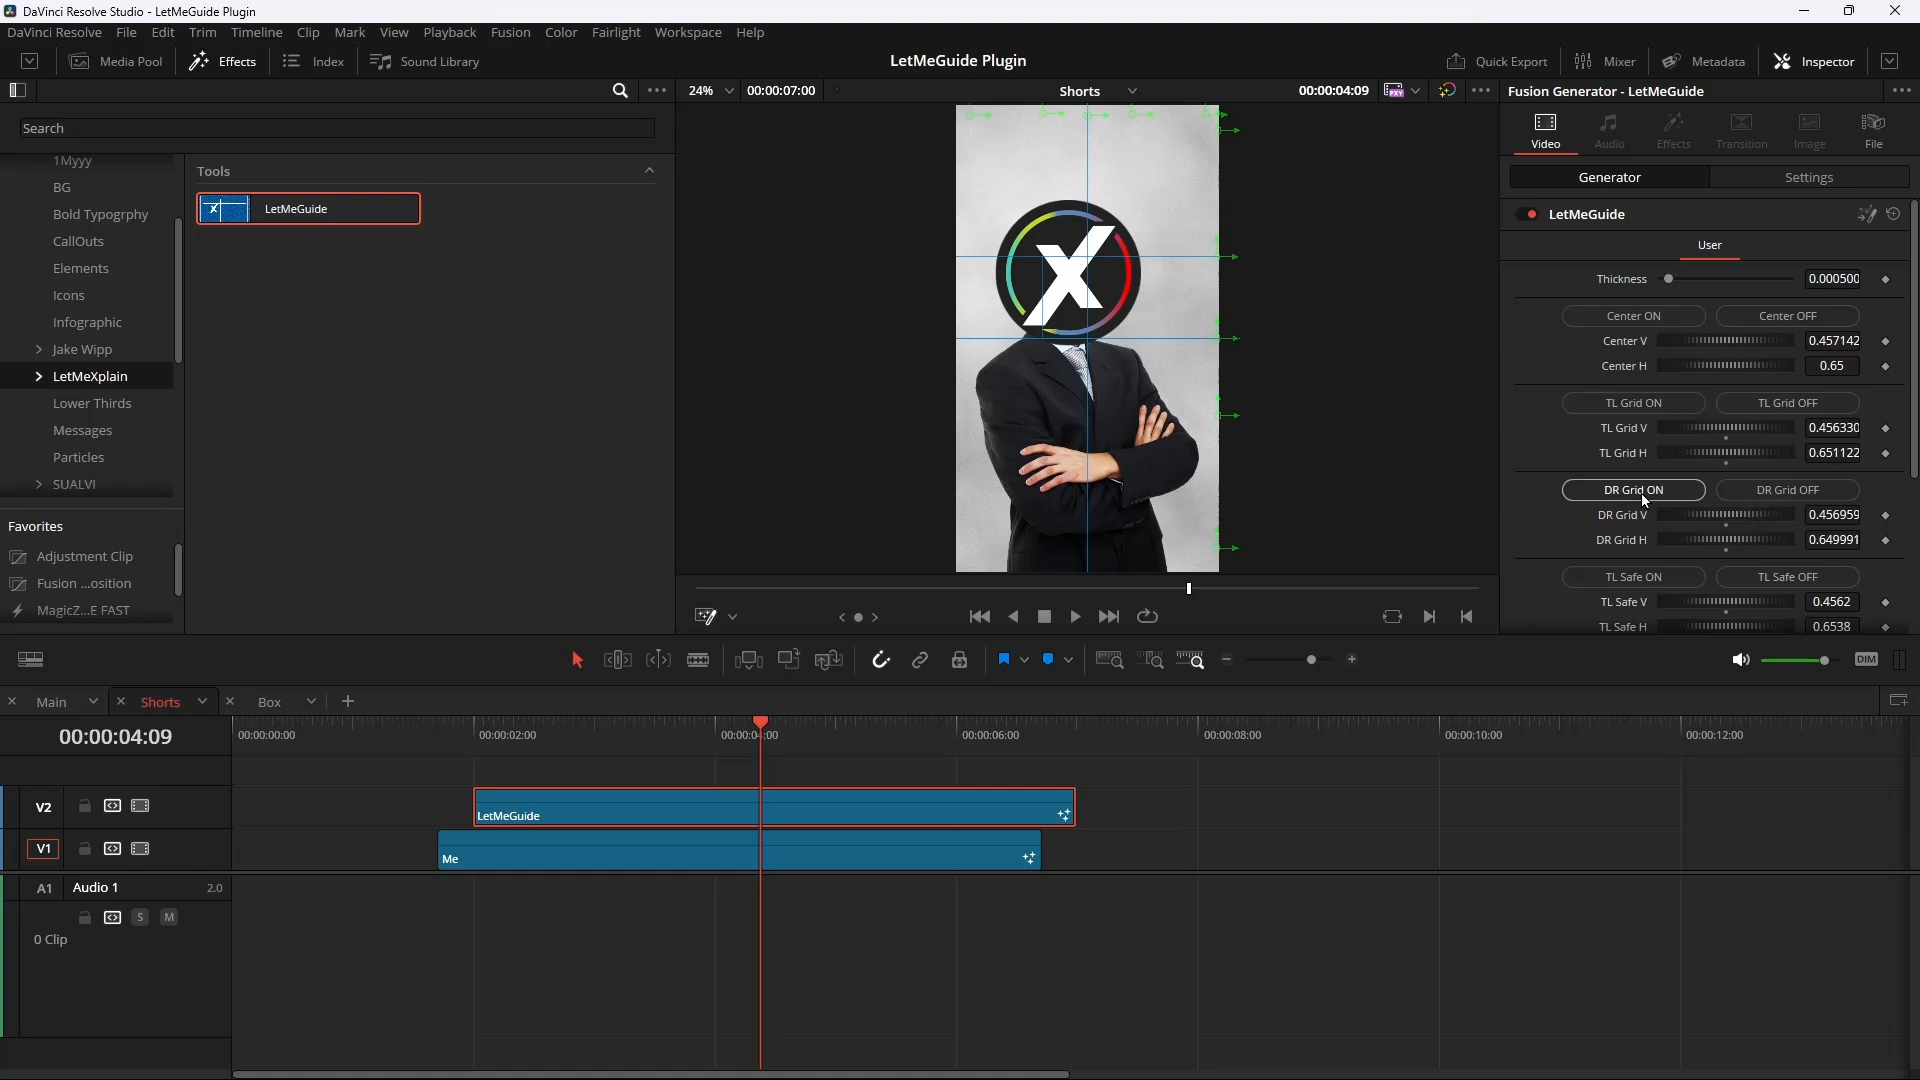 DaVinci Resolve Studio - LetMeGuide Plugin
DaVinci Resolve File Edit Trim Timeline Clip Mark View Playback Fusion Color Fairlight Workspace Help
Media Pool Effects Index Sound Library LetMeGuide Plugin Quick Export Mixer Metadata Inspector
24% 00:00:07:00 Shorts 00:00:04:09 PXY Fusion Generator - LetMeGuide
Search
Video Audio Effects Transition Image File
1Myyy
BG
Bold Typogrphy
CallOuts
Elements
Icons
Infographic
Jake Wipp
LetMeXplain
Lower Thirds
Messages
Particles
SUALVI
Favorites
Adjustment Clip
Fusion ...osition
MagicZ...E FAST
Tools
LetMeGuide
X
Generator Settings
LetMeGuide
User
Thickness 0.000500
Center ON Center OFF
Center V 0.457142
Center H 0.65
TL Grid ON TL Grid OFF
TL Grid V 0.456330
TL Grid H 0.651122
DR Grid ON DR Grid OFF
DR Grid V 0.456959
DR Grid H 0.649991
TL Safe ON TL Safe OFF
TL Safe V 0.4562
TL Safe H 0.6538
DIM
Main Shorts Box
00:00:04:09 00:00:00:00 00:00:02:00 00:00:04:00 00:00:06:00 00:00:08:00 00:00:10:00 00:00:12:00
V2 LetMeGuide
V1 Me
A1 Audio 1 2.0
S M
0 Clip